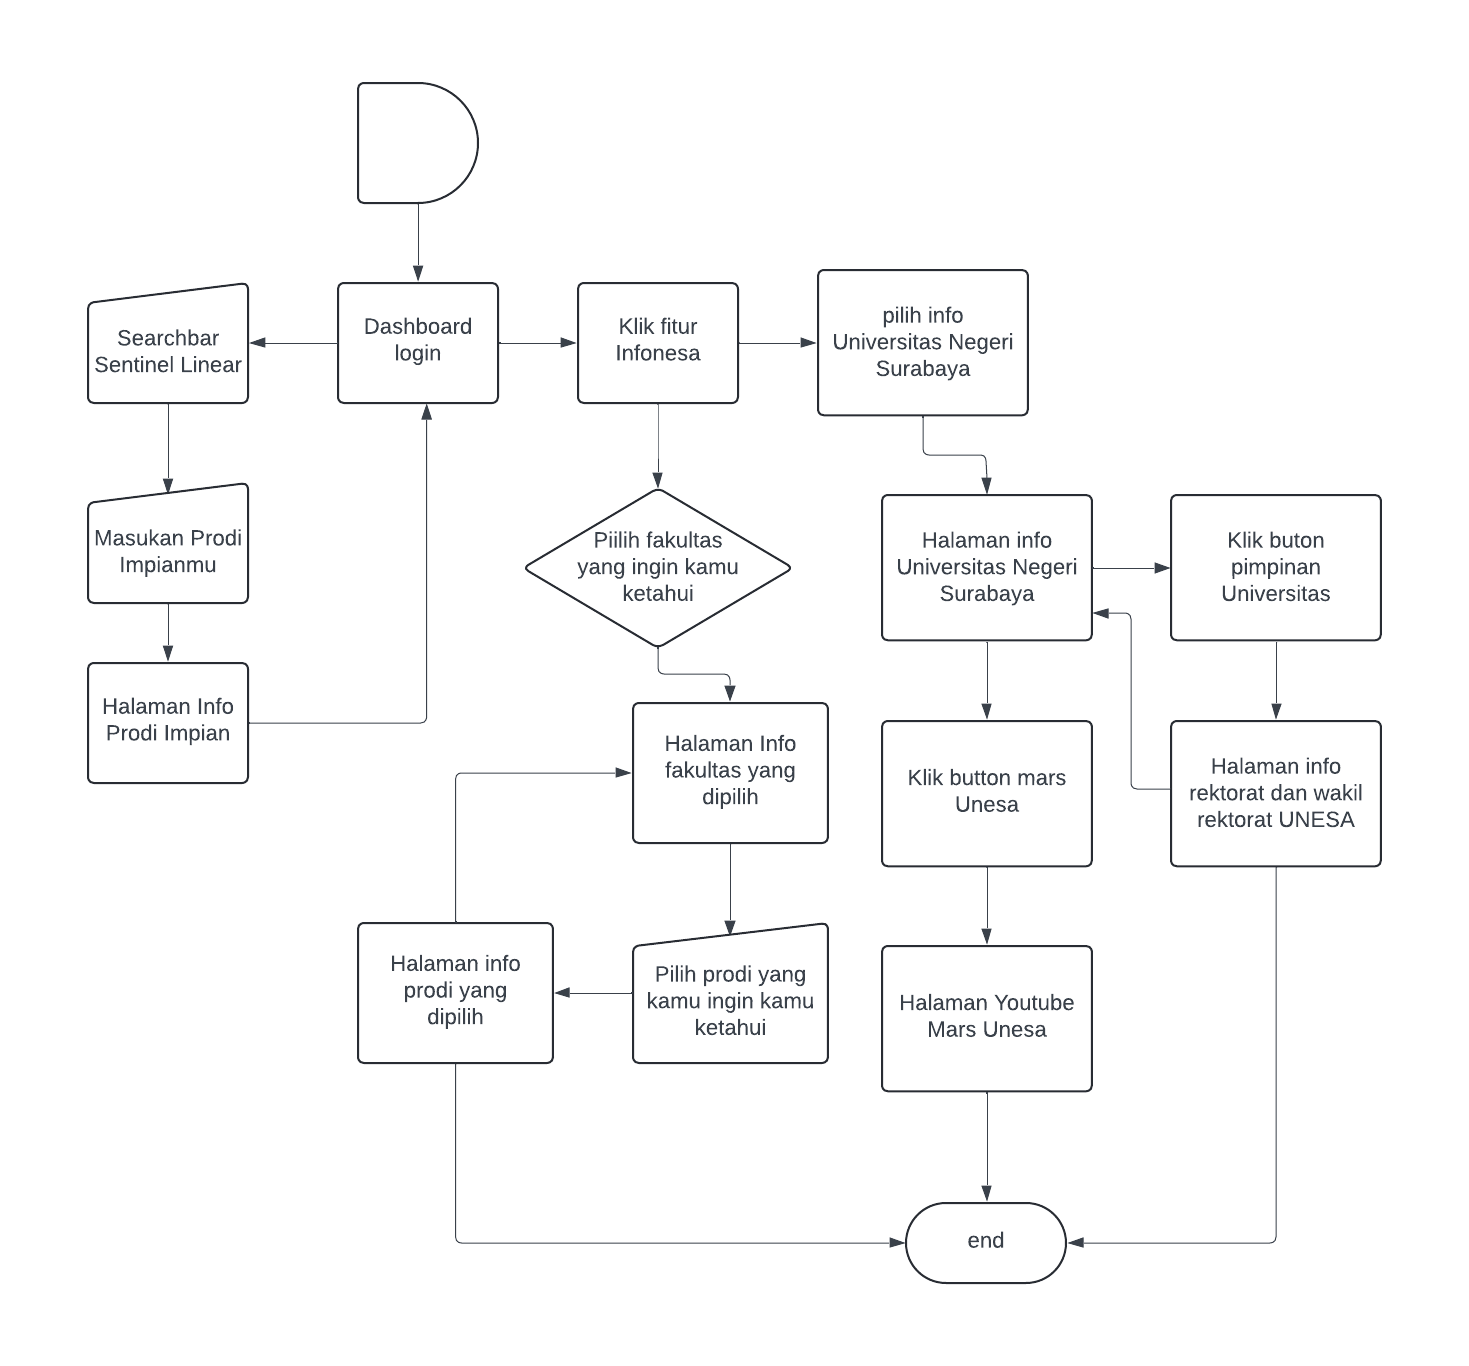 Searchbar
Sentinel Linear
Dashboard
login
Klik fitur
Infonesa
pilih info
Universitas Negeri
Surabaya
Masukan Prodi
Impianmu
Piilih fakultas
yang ingin kamu
ketahui
Halaman info
Universitas Negeri
Surabaya
Klik buton
pimpinan
Universitas
Halaman Info
Prodi Impian
Halaman Info
fakultas yang
dipilih
Klik button mars
Unesa
Halaman info
rektorat dan wakil
rektorat UNESA
Halaman info
prodi yang
dipilih
Pilih prodi yang
kamu ingin kamu
ketahui
Halaman Youtube
Mars Unesa
end